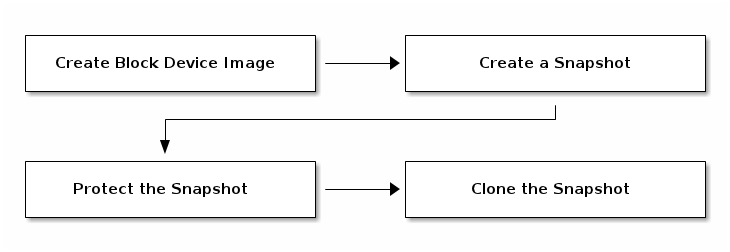 Create Block Device Image
Create a Snapshot
Protect the Snapshot
Clone the Snapshot